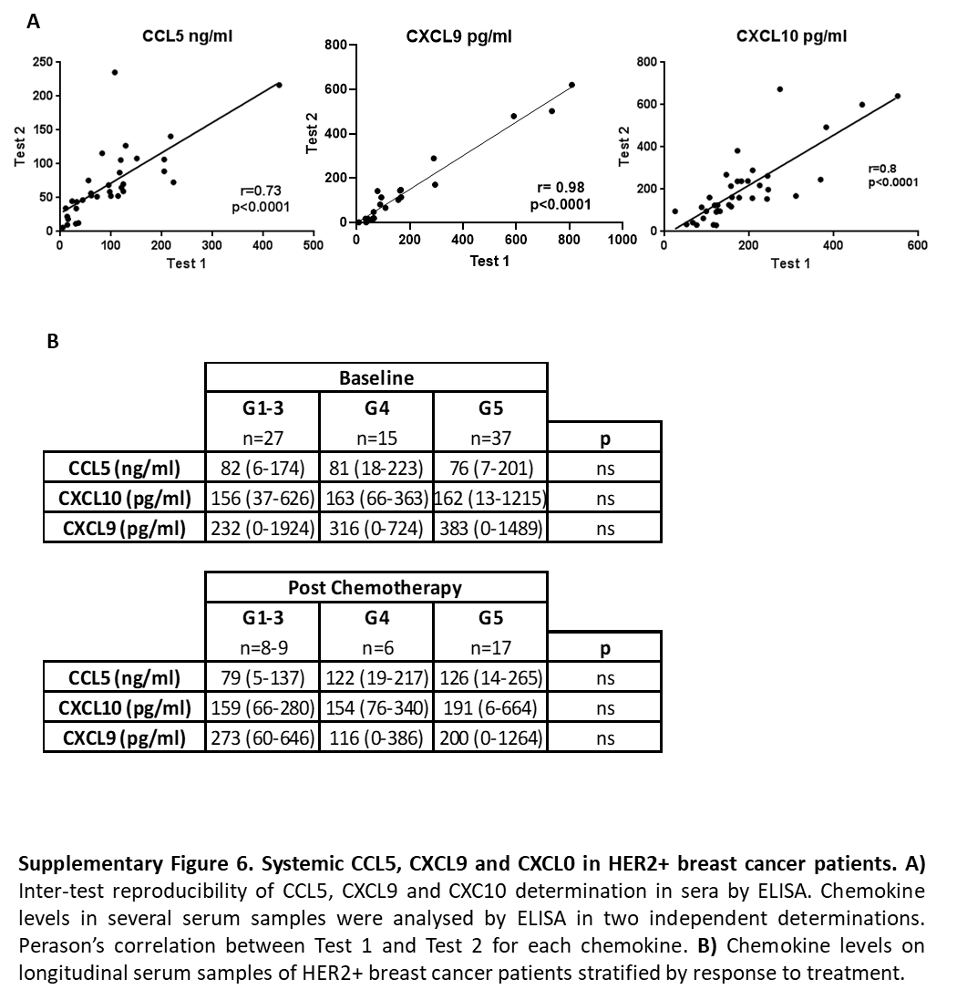 A
CCL5 ng/ml
CXCL9 pg/ml
CXCL10 pg/ml
250
200
150
100
50
0
Test 2
0 100 200 300 400 500
Test 1
r=0.73
p<0.0001
800
600
400
200
0
Test 2
0 200 400 600 800 1000
Test 1
r= 0.98
p<0.0001
800
600
400
200
0
Test 2
0 200 400 600
Test 1
r=0.8
p<0.0001
B
Baseline
G1-3 G4 G5
n=27 n=15 n=37 p
CCL5 (ng/ml) 82 (6-174) 81 (18-223) 76 (7-201) ns
CXCL10 (pg/ml) 156 (37-626) 163 (66-363) 162 (13-1215) ns
CXCL9 (pg/ml) 232 (0-1924) 316 (0-724) 383 (0-1489) ns
Post Chemotherapy
G1-3 G4 G5
n=8-9 n=6 n=17 p
CCL5 (ng/ml) 79 (5-137) 122 (19-217) 126 (14-265) ns
CXCL10 (pg/ml) 159 (66-280) 154 (76-340) 191 (6-664) ns
CXCL9 (pg/ml) 273 (60-646) 116 (0-386) 200 (0-1264) ns
Supplementary Figure 6. Systemic CCL5, CXCL9 and CXCL0 in HER2+ breast cancer patients. A)
Inter-test reproducibility of CCL5, CXCL9 and CXC10 determination in sera by ELISA. Chemokine
levels in several serum samples were analysed by ELISA in two independent determinations.
Perason’s correlation between Test 1 and Test 2 for each chemokine. B) Chemokine levels on
longitudinal serum samples of HER2+ breast cancer patients stratified by response to treatment.